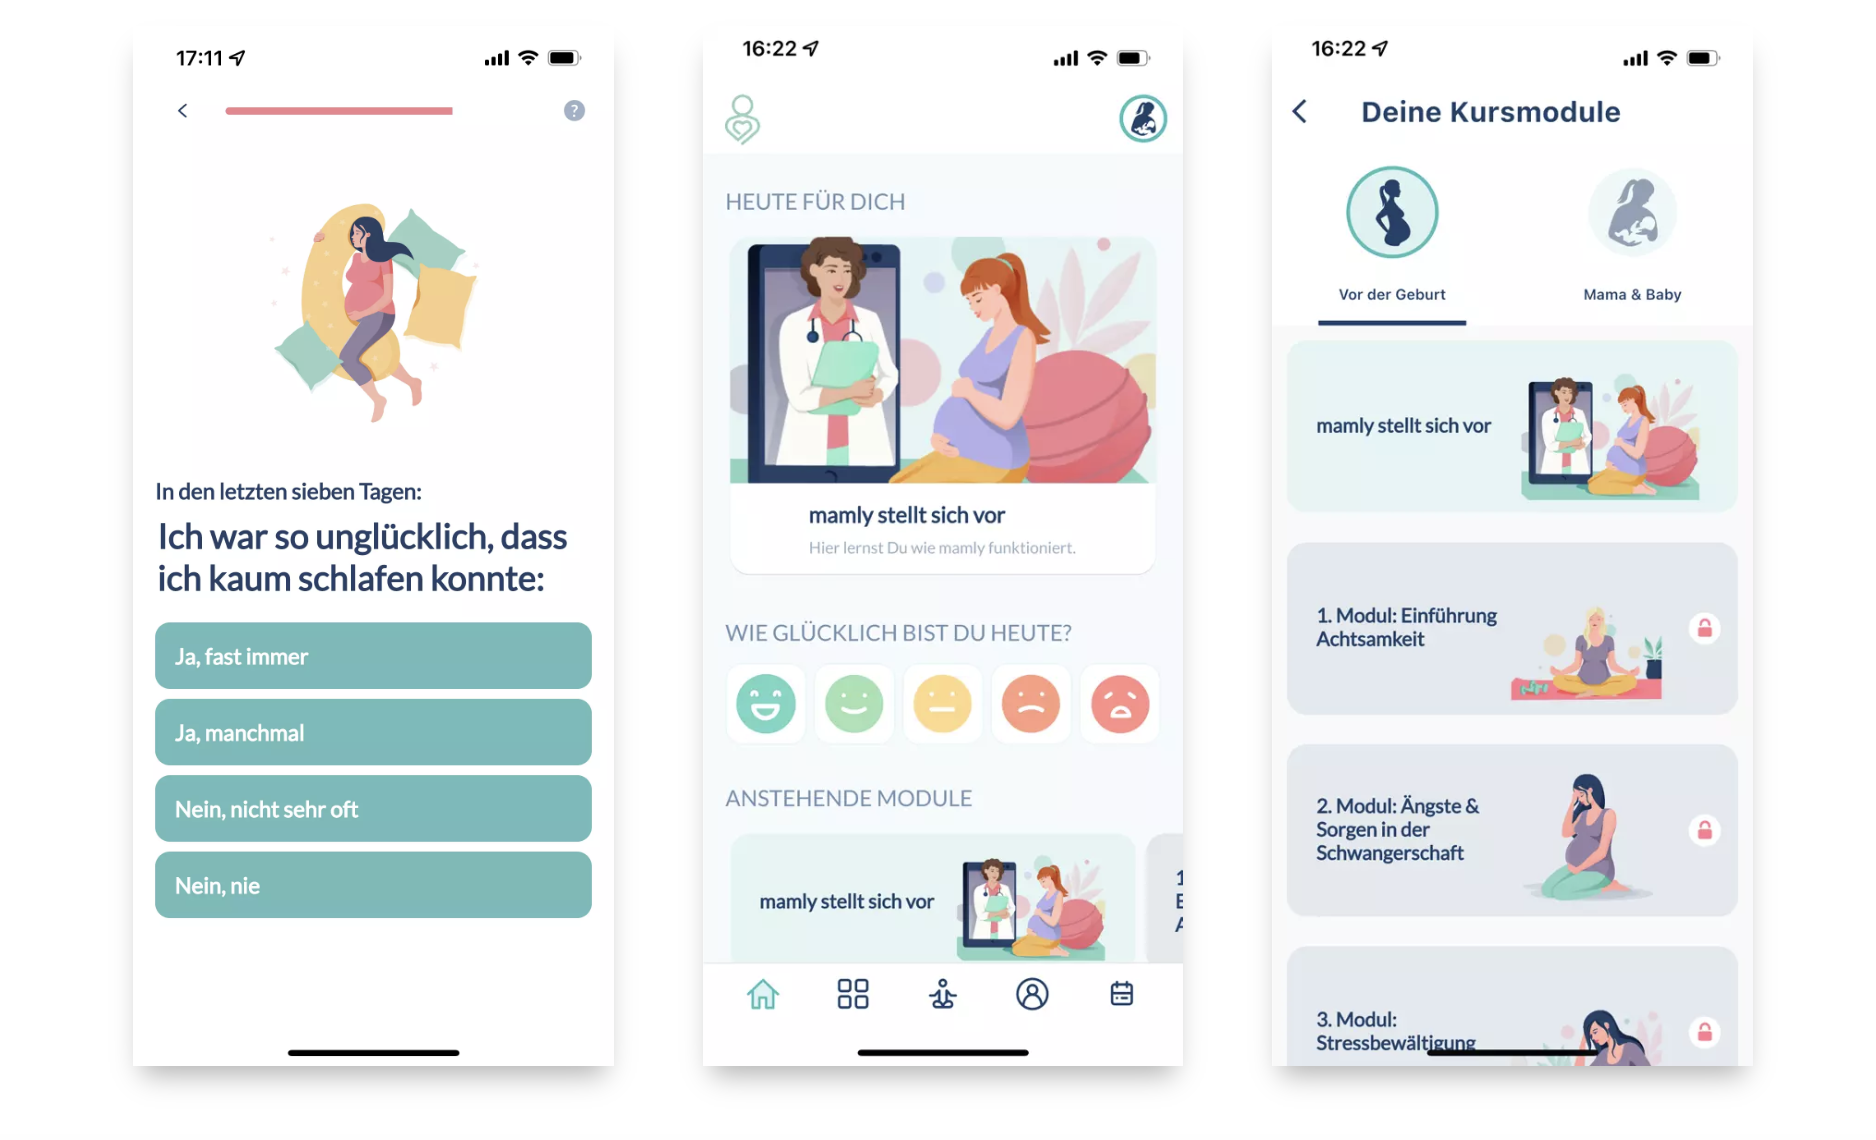 17:11
?
In den letzten sieben Tagen:
Ich war so unglücklich, dass
ich kaum schlafen konnte:
Ja, fast immer
Ja, manchmal
Nein, nicht sehr oft
Nein, nie
16:22
HEUTE FÜR DICH
mamly stellt sich vor
Hier lernst Du wie mamly funktioniert.
WIE GLÜCKLICH BIST DU HEUTE?
ANSTEHENDE MODULE
mamly stellt sich vor
1
E
A
16:22
Deine Kursmodule
Vor der Geburt
Mama & Baby
mamly stellt sich vor
1. Modul: Einführung
Achtsamkeit
2. Modul: Ängste &
Sorgen in der
Schwangerschaft
3. Modul:
Stressbewältigung